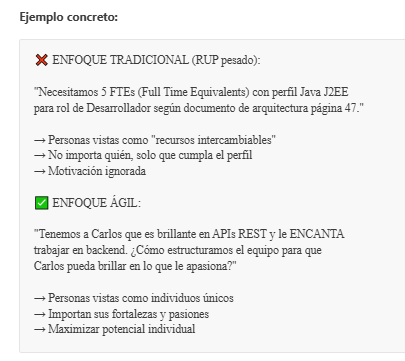 Ejemplo concreto:
❌ ENFOQUE TRADICIONAL (RUP pesado):
"Necesitamos 5 FTEs (Full Time Equivalents) con perfil Java J2EE
para rol de Desarrollador según documento de arquitectura página 47."
→ Personas vistas como "recursos intercambiables"
→ No importa quién, solo que cumpla el perfil
→ Motivación ignorada
✅ ENFOQUE ÁGIL:
"Tenemos a Carlos que es brillante en APIs REST y le ENCANTA
trabajar en backend. ¿Cómo estructuramos el equipo para que
Carlos pueda brillar en lo que le apasiona?"
→ Personas vistas como individuos únicos
→ Importan sus fortalezas y pasiones
→ Maximizar potencial individual